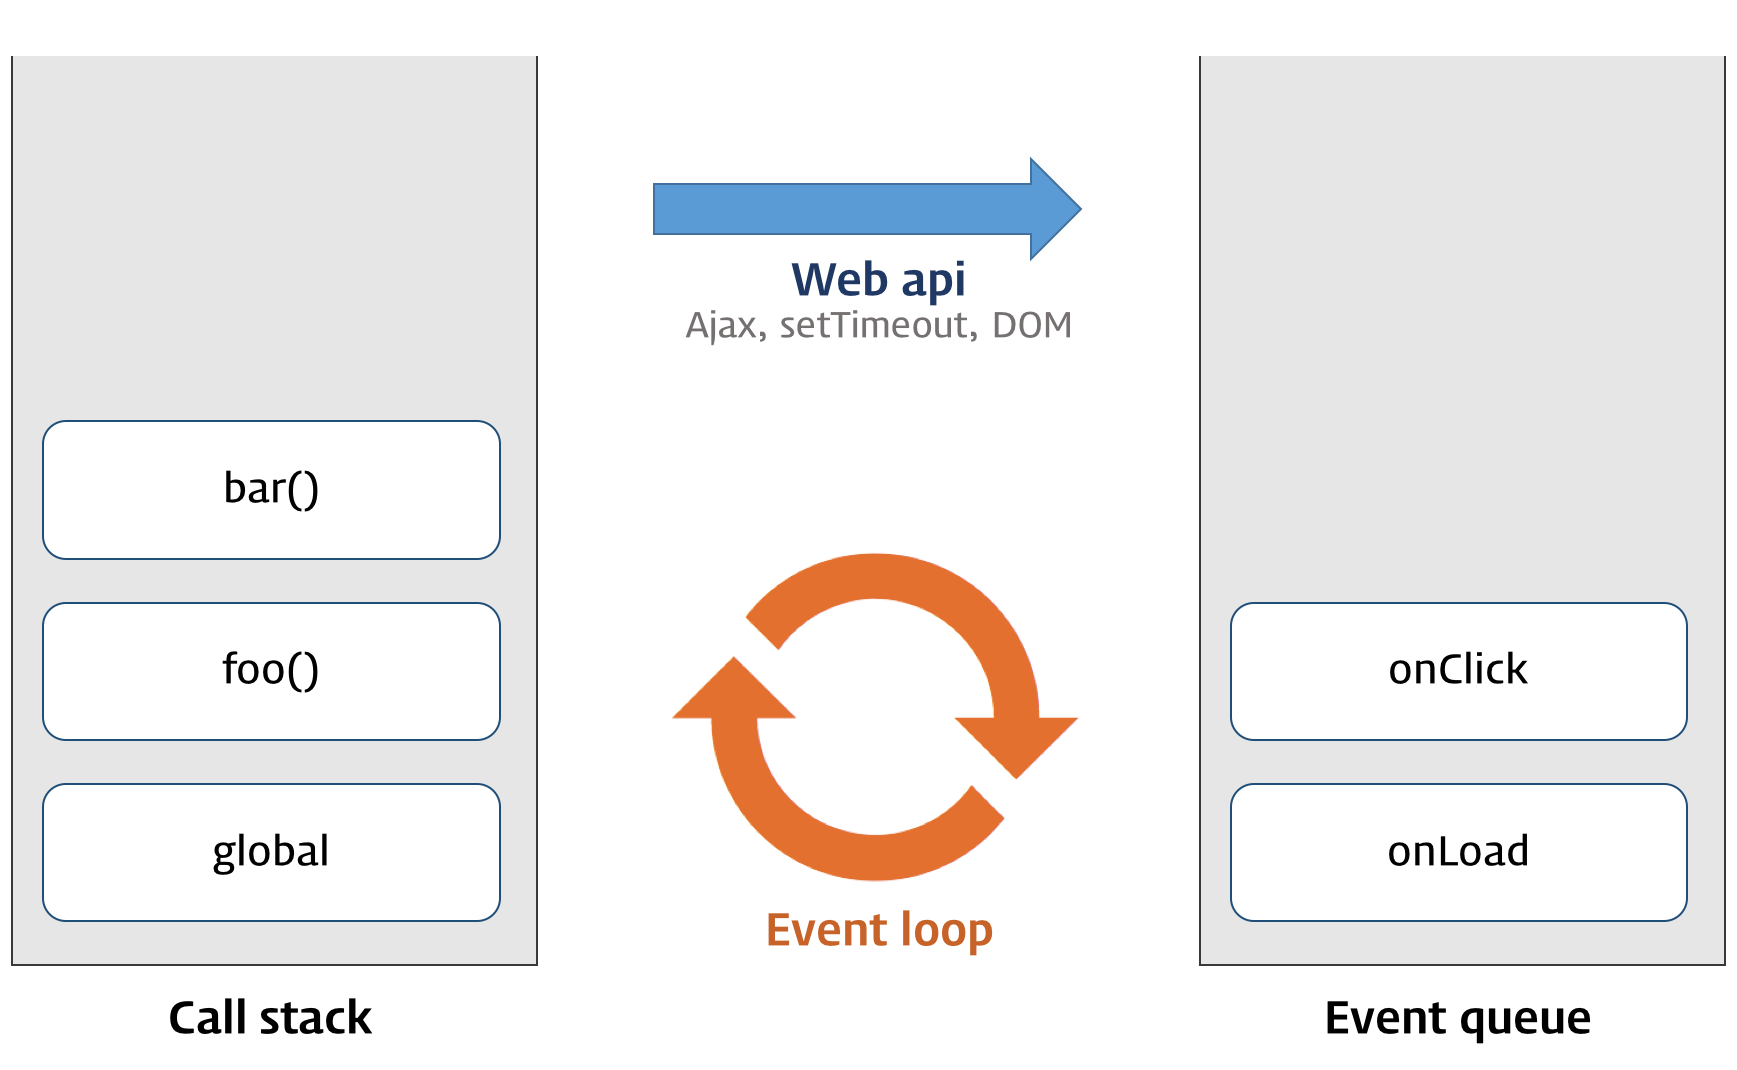 bar()
foo()
global
Call stack
Web api
Ajax, setTimeout, DOM
Event loop
onClick
onLoad
Event queue